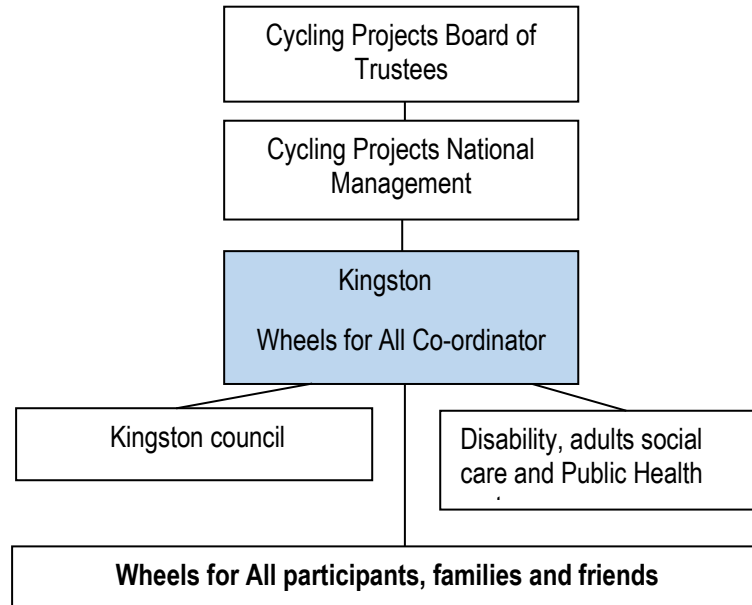 Cycling Projects Board of
Trustees
Cycling Projects National
Management
Kingston
Wheels for All Co-ordinator
Kingston council
Disability, adults social
care and Public Health
Wheels for All participants, families and friends